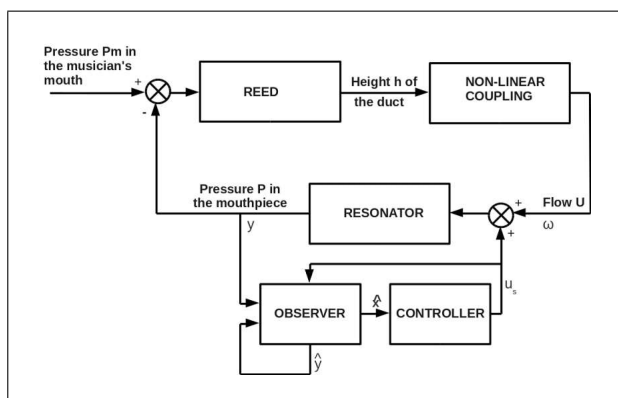 Pressure Pm in
the musician's
mouth
+
-
REED
Height h of
the duct
NON-LINEAR
COUPLING
Pressure P in
the mouthpiece
y
RESONATOR
+
+
Flow U
ω
OBSERVER
x̂
CONTROLLER
u_s
ŷ